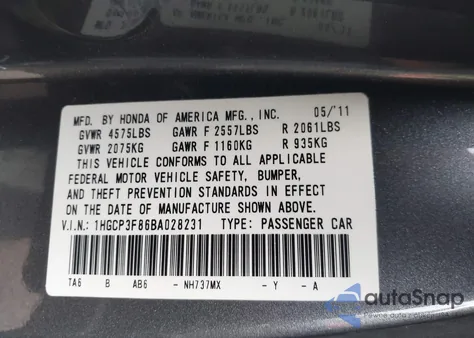 MFD. BY HONDA OF AMERICA MFG., INC. 05/'11
GVWR 4575LBS GAWR F 2557LBS R 2061LBS
GVWR 2075KG GAWR F 1160KG R 935KG
THIS VEHICLE CONFORMS TO ALL APPLICABLE
FEDERAL MOTOR VEHICLE SAFETY, BUMPER,
AND THEFT PREVENTION STANDARDS IN EFFECT
ON THE DATE OF MANUFACTURE SHOWN ABOVE.
V.I.N.: 1HGCP3F86BA028231 TYPE: PASSENGER CAR
TA6 B AB6 - NH737MX - Y - A
autaSnap